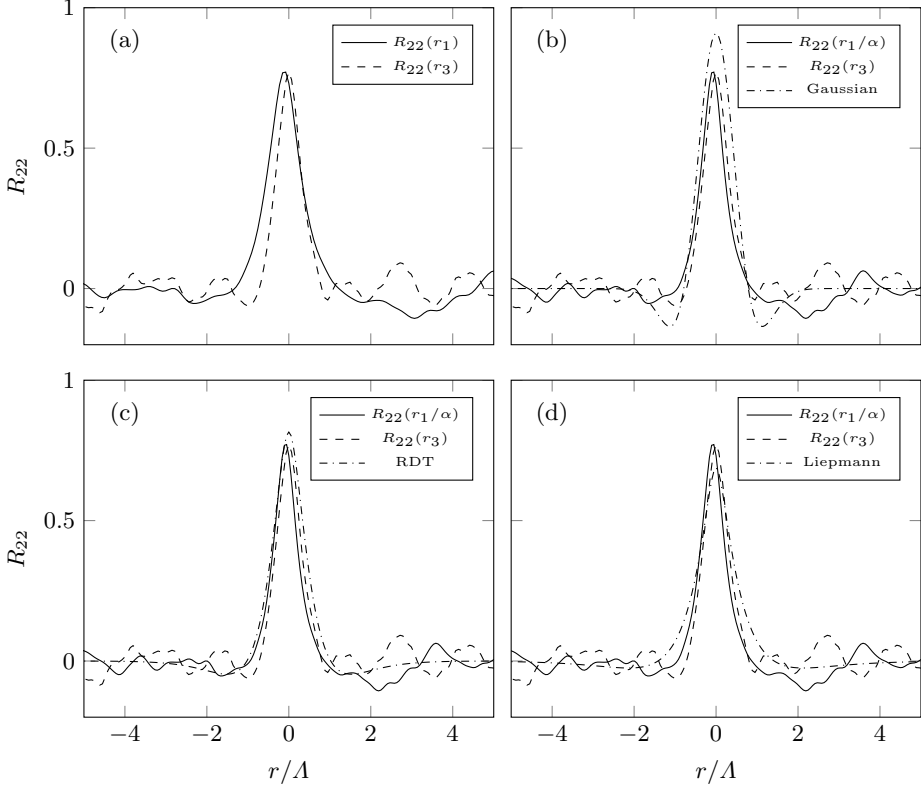 (a)
R₂₂(r₁)
R₂₂(r₃)
1
0.5
0
R₂₂
(b)
R₂₂(r₁/α)
R₂₂(r₃)
Gaussian
(c)
R₂₂(r₁/α)
R₂₂(r₃)
RDT
1
0.5
0
R₂₂
−4 −2 0 2 4
r/Λ
(d)
R₂₂(r₁/α)
R₂₂(r₃)
Liepmann
−4 −2 0 2 4
r/Λ